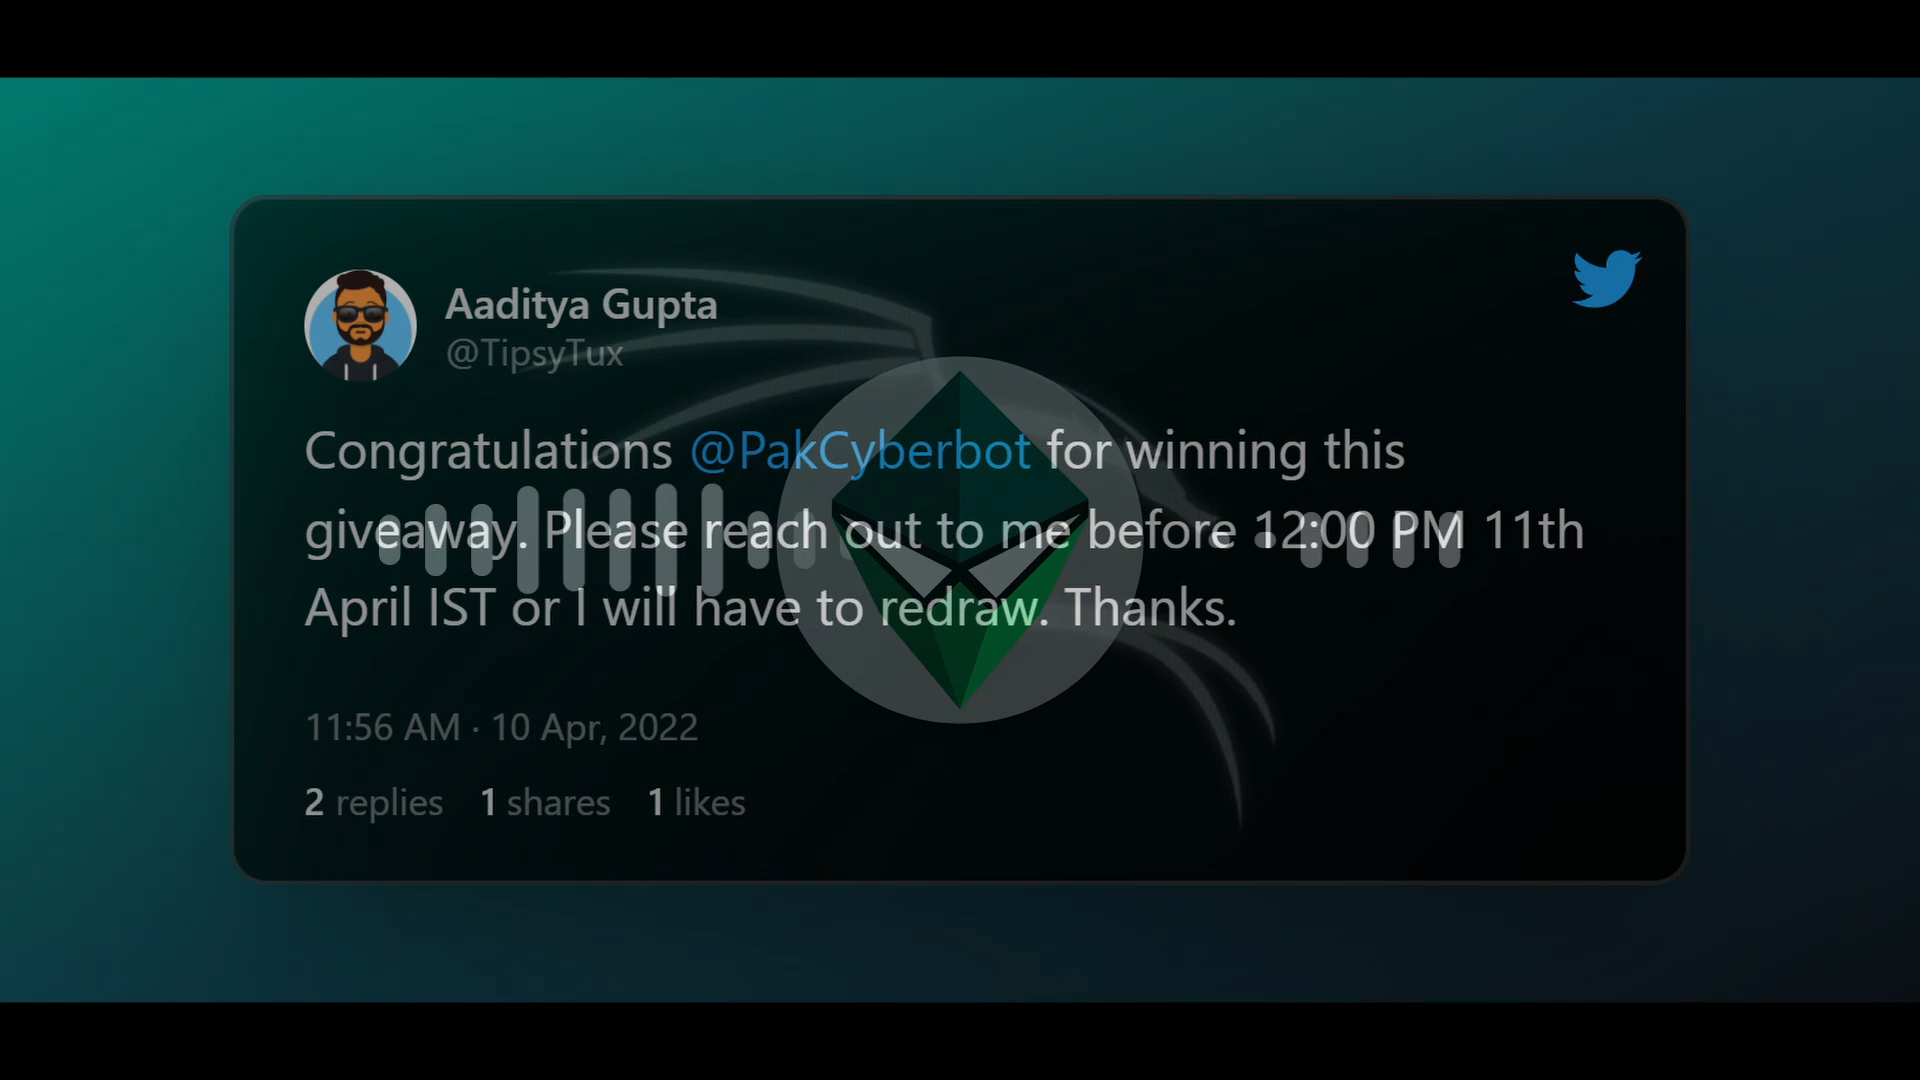 Aaditya Gupta
@TipsyTux
Congratulations @PakCyberbot for winning this
giveaway. Please reach out to me before 12:00 PM 11th
April IST or I will have to redraw. Thanks.
11:56 AM · 10 Apr, 2022
2 replies 1 shares 1 likes